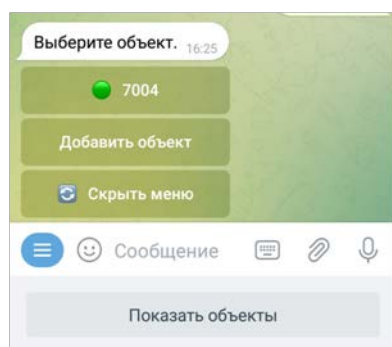 Выберите объект. 16:25
7004
Добавить объект
Скрыть меню
Сообщение
Показать объекты